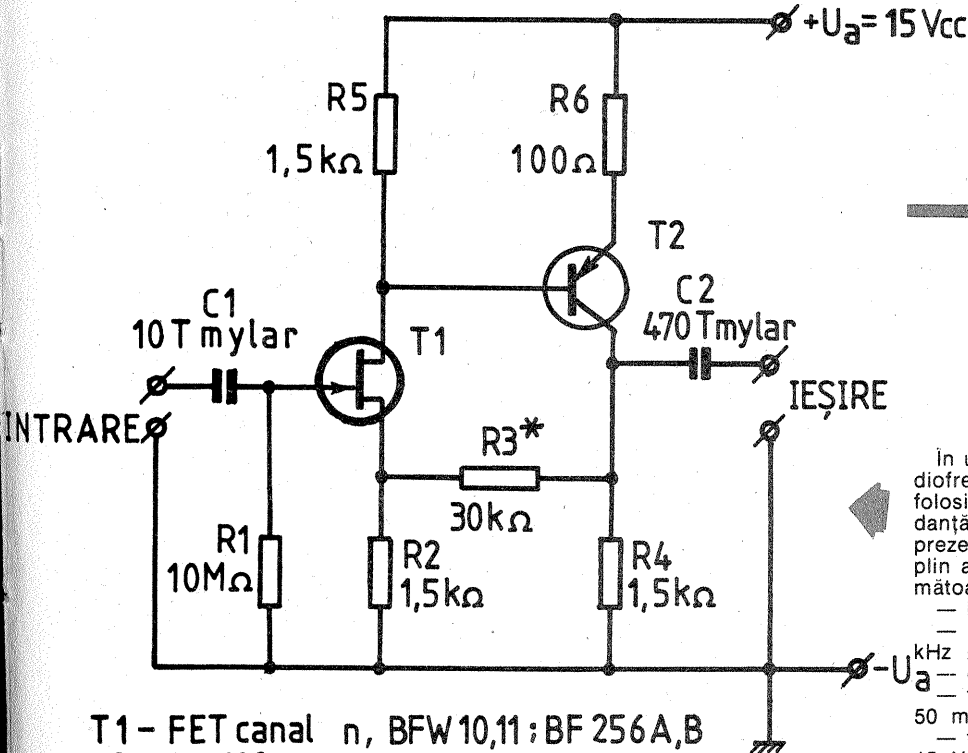 +Ua= 15 Vcc
R5
1,5kΩ
R6
100Ω
T2
C1
10 T mylar
T1
C2
470 Tmylar
INTRARE
IEȘIRE
R3*
30kΩ
R1
10MΩ
R2
1,5kΩ
R4
1,5kΩ
-Ua
T1 - FET canal n, BFW 10,11; BF 256A,B
În u
diofre
folosi
danță
preze
plin a
mătoa
—
—
kHz
—
—
50 m
—